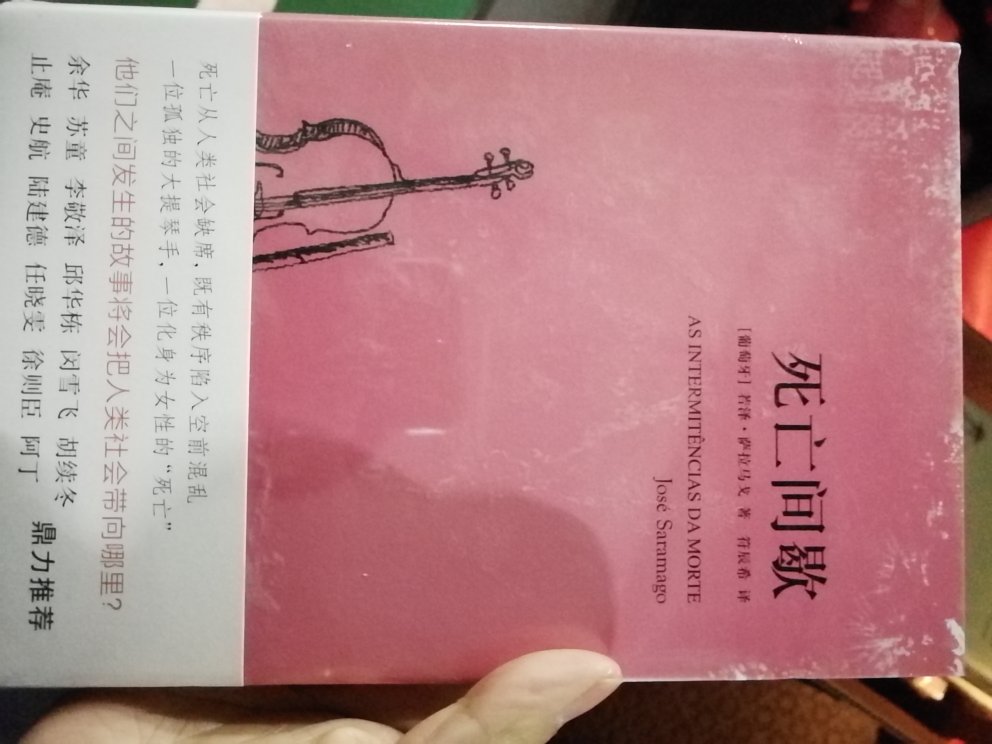 死亡间歇
[葡萄牙] 若泽·萨拉马戈 著 符辰希 译
AS INTERMITÊNCIAS DA MORTE
José Saramago
死亡从人类社会缺席，既有秩序陷入空前混乱
一位孤独的大提琴手，一位化身为女性的“死亡”
他们之间发生的故事将会把人类社会带向哪里？
余华 苏童 李敬泽 邱华栋 闵雪飞 胡续冬
止庵 史航 陆建德 任晓雯 徐则臣 阿丁 鼎力推荐